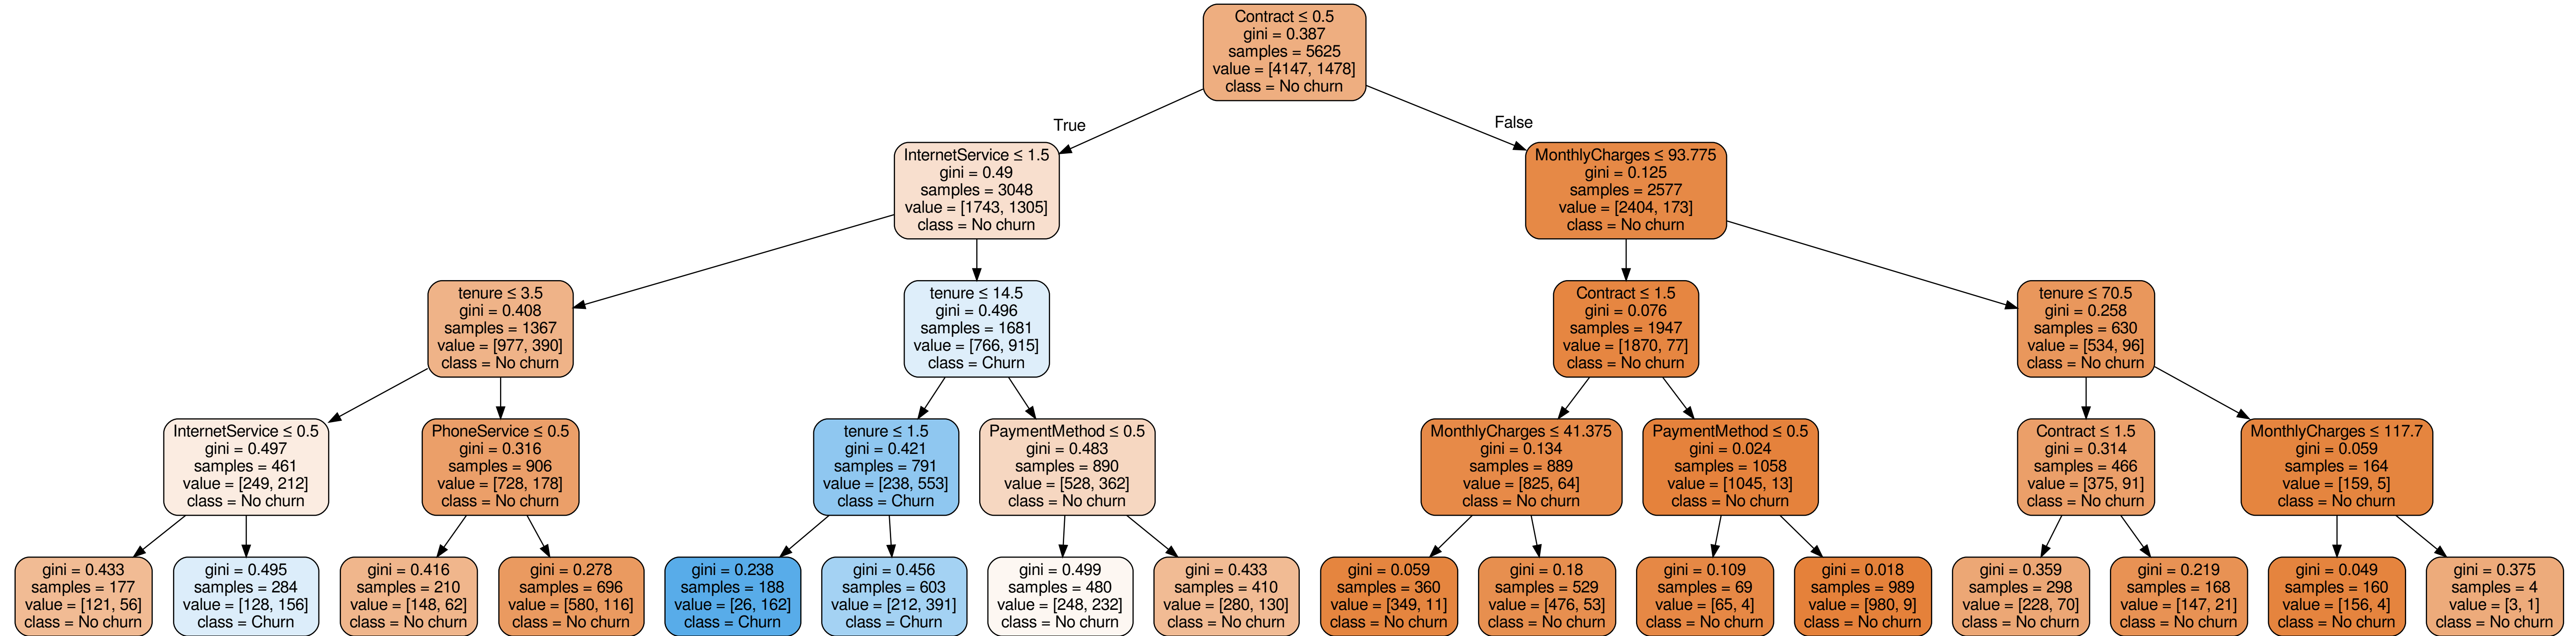 Contract ≤ 0.5
gini = 0.387
samples = 5625
value = [4147, 1478]
class = No churn
True
False
InternetService ≤ 1.5
gini = 0.49
samples = 3048
value = [1743, 1305]
class = No churn
MonthlyCharges ≤ 93.775
gini = 0.125
samples = 2577
value = [2404, 173]
class = No churn
tenure ≤ 3.5
gini = 0.408
samples = 1367
value = [977, 390]
class = No churn
tenure ≤ 14.5
gini = 0.496
samples = 1681
value = [766, 915]
class = Churn
Contract ≤ 1.5
gini = 0.076
samples = 1947
value = [1870, 77]
class = No churn
tenure ≤ 70.5
gini = 0.258
samples = 630
value = [534, 96]
class = No churn
InternetService ≤ 0.5
gini = 0.497
samples = 461
value = [249, 212]
class = No churn
PhoneService ≤ 0.5
gini = 0.316
samples = 906
value = [728, 178]
class = No churn
tenure ≤ 1.5
gini = 0.421
samples = 791
value = [238, 553]
class = Churn
PaymentMethod ≤ 0.5
gini = 0.483
samples = 890
value = [528, 362]
class = No churn
MonthlyCharges ≤ 41.375
gini = 0.134
samples = 889
value = [825, 64]
class = No churn
PaymentMethod ≤ 0.5
gini = 0.024
samples = 1058
value = [1045, 13]
class = No churn
Contract ≤ 1.5
gini = 0.314
samples = 466
value = [375, 91]
class = No churn
MonthlyCharges ≤ 117.7
gini = 0.059
samples = 164
value = [159, 5]
class = No churn
gini = 0.433
samples = 177
value = [121, 56]
class = No churn
gini = 0.495
samples = 284
value = [128, 156]
class = Churn
gini = 0.416
samples = 210
value = [148, 62]
class = No churn
gini = 0.278
samples = 696
value = [580, 116]
class = No churn
gini = 0.238
samples = 188
value = [26, 162]
class = Churn
gini = 0.456
samples = 603
value = [212, 391]
class = Churn
gini = 0.499
samples = 480
value = [248, 232]
class = No churn
gini = 0.433
samples = 410
value = [280, 130]
class = No churn
gini = 0.059
samples = 360
value = [349, 11]
class = No churn
gini = 0.18
samples = 529
value = [476, 53]
class = No churn
gini = 0.109
samples = 69
value = [65, 4]
class = No churn
gini = 0.018
samples = 989
value = [980, 9]
class = No churn
gini = 0.359
samples = 298
value = [228, 70]
class = No churn
gini = 0.219
samples = 168
value = [147, 21]
class = No churn
gini = 0.049
samples = 160
value = [156, 4]
class = No churn
gini = 0.375
samples = 4
value = [3, 1]
class = No churn